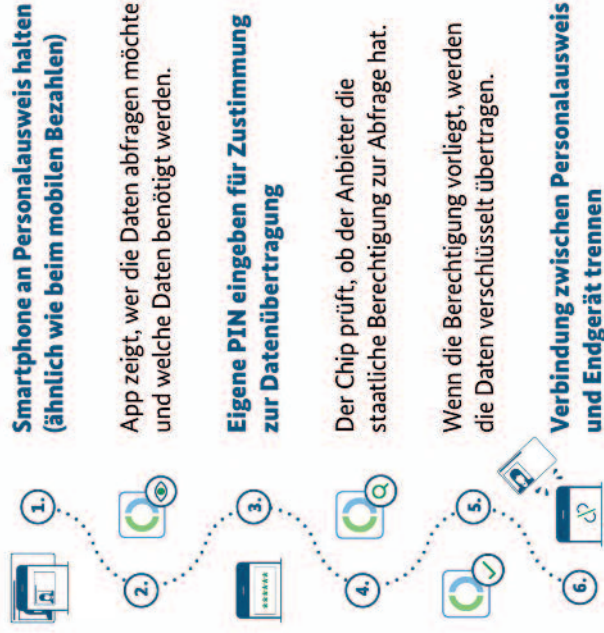 1.
Smartphone an Personalausweis halten
(ähnlich wie beim mobilen Bezahlen)
2.
App zeigt, wer die Daten abfragen möchte
und welche Daten benötigt werden.
3.
Eigene PIN eingeben für Zustimmung
zur Datenübertragung
4.
Der Chip prüft, ob der Anbieter die
staatliche Berechtigung zur Abfrage hat.
5.
Wenn die Berechtigung vorliegt, werden
die Daten verschlüsselt übertragen.
6.
Verbindung zwischen Personalausweis
und Endgerät trennen